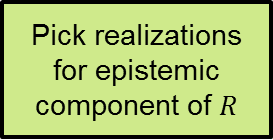 Pick realizations
for epistemic
component of R